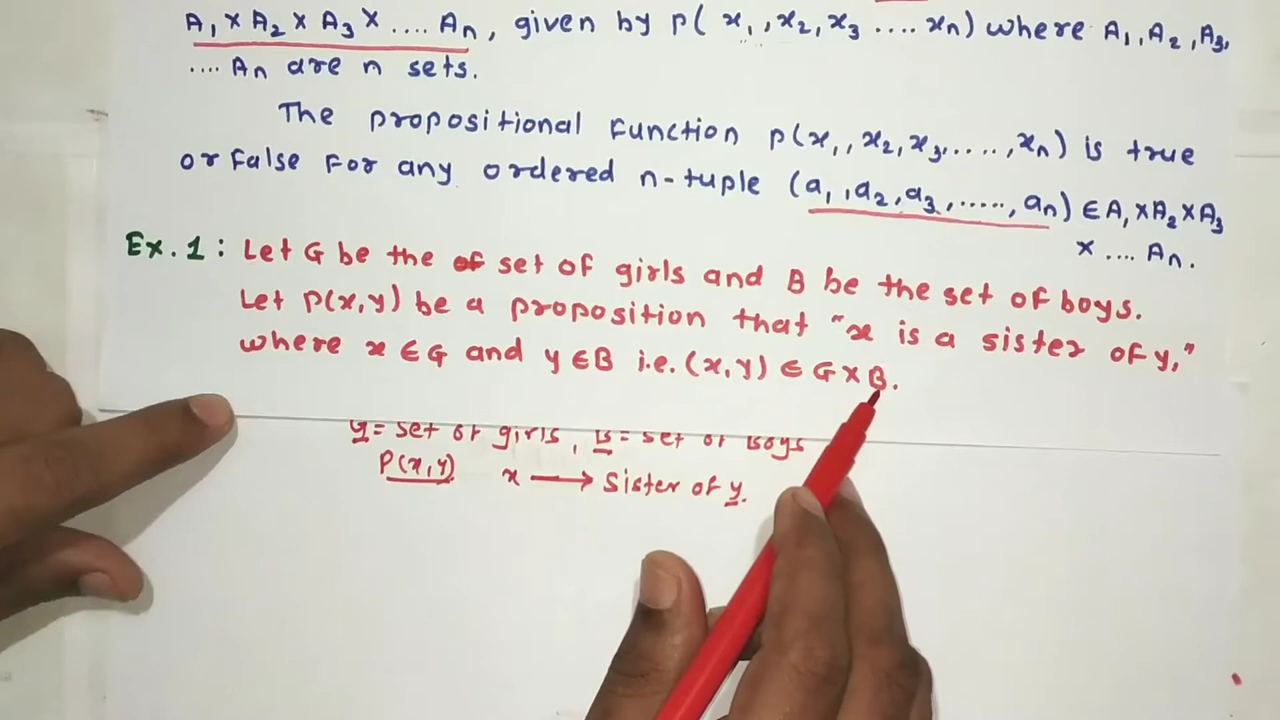 A₁ × A₂ × A₃ × .... Aₙ, given by p( x₁, x₂, x₃ .... xₙ) where A₁, A₂, A₃,
.... Aₙ are n sets.
The propositional function p(x₁, x₂, x₃, ....., xₙ) is true
or false for any ordered n-tuple (a₁, a₂, a₃, ....., aₙ) ∈ A₁ × A₂ × A₃
× .... Aₙ.
Ex.1: Let G be the set of girls and B be the set of boys.
Let P(x,y) be a proposition that "x is a sister of y,"
where x ∈ G and y ∈ B i.e. (x, y) ∈ G × B.
= set of girls, B = set of Boys
P(x,y) x ⟶ Sister of y.